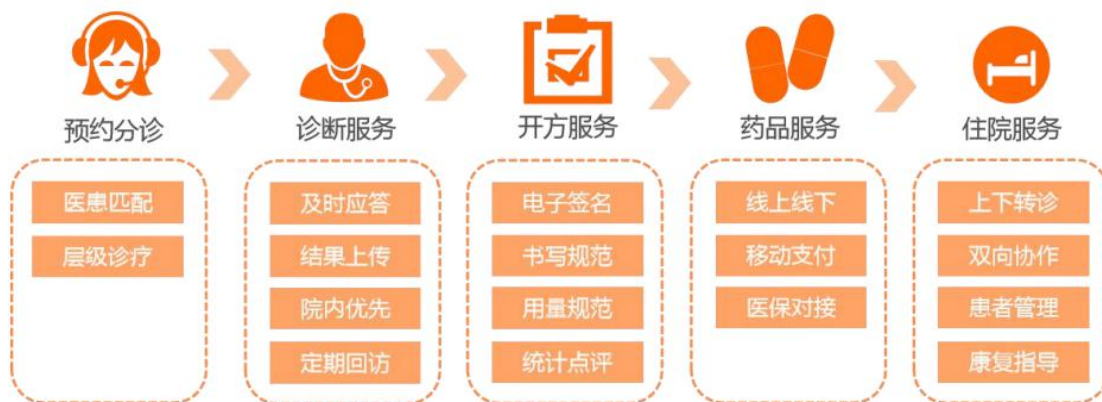 预约分诊
诊断服务
开方服务
药品服务
住院服务
医患匹配
层级诊疗
及时应答
结果上传
院内优先
定期回访
电子签名
书写规范
用量规范
统计点评
线上线下
移动支付
医保对接
上下转诊
双向协作
患者管理
康复指导